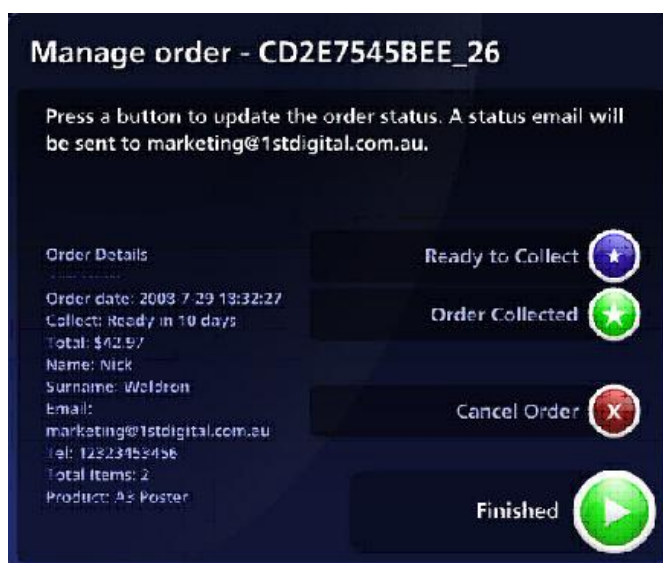 Manage order - CD2E7545BEE_26
Press a button to update the order status. A status email will
be sent to marketing@1stdigital.com.au.
Order Details
Order date: 2008-7-29 18:32:27
Collect: Ready in 10 days
Total: $42.97
Name: Nick
Surname: Waldron
Email:
marketing@1stdigital.com.au
Tel: 12323453456
Total Items: 2
Product: A3 Poster
Ready to Collect
Order Collected
Cancel Order
X
Finished